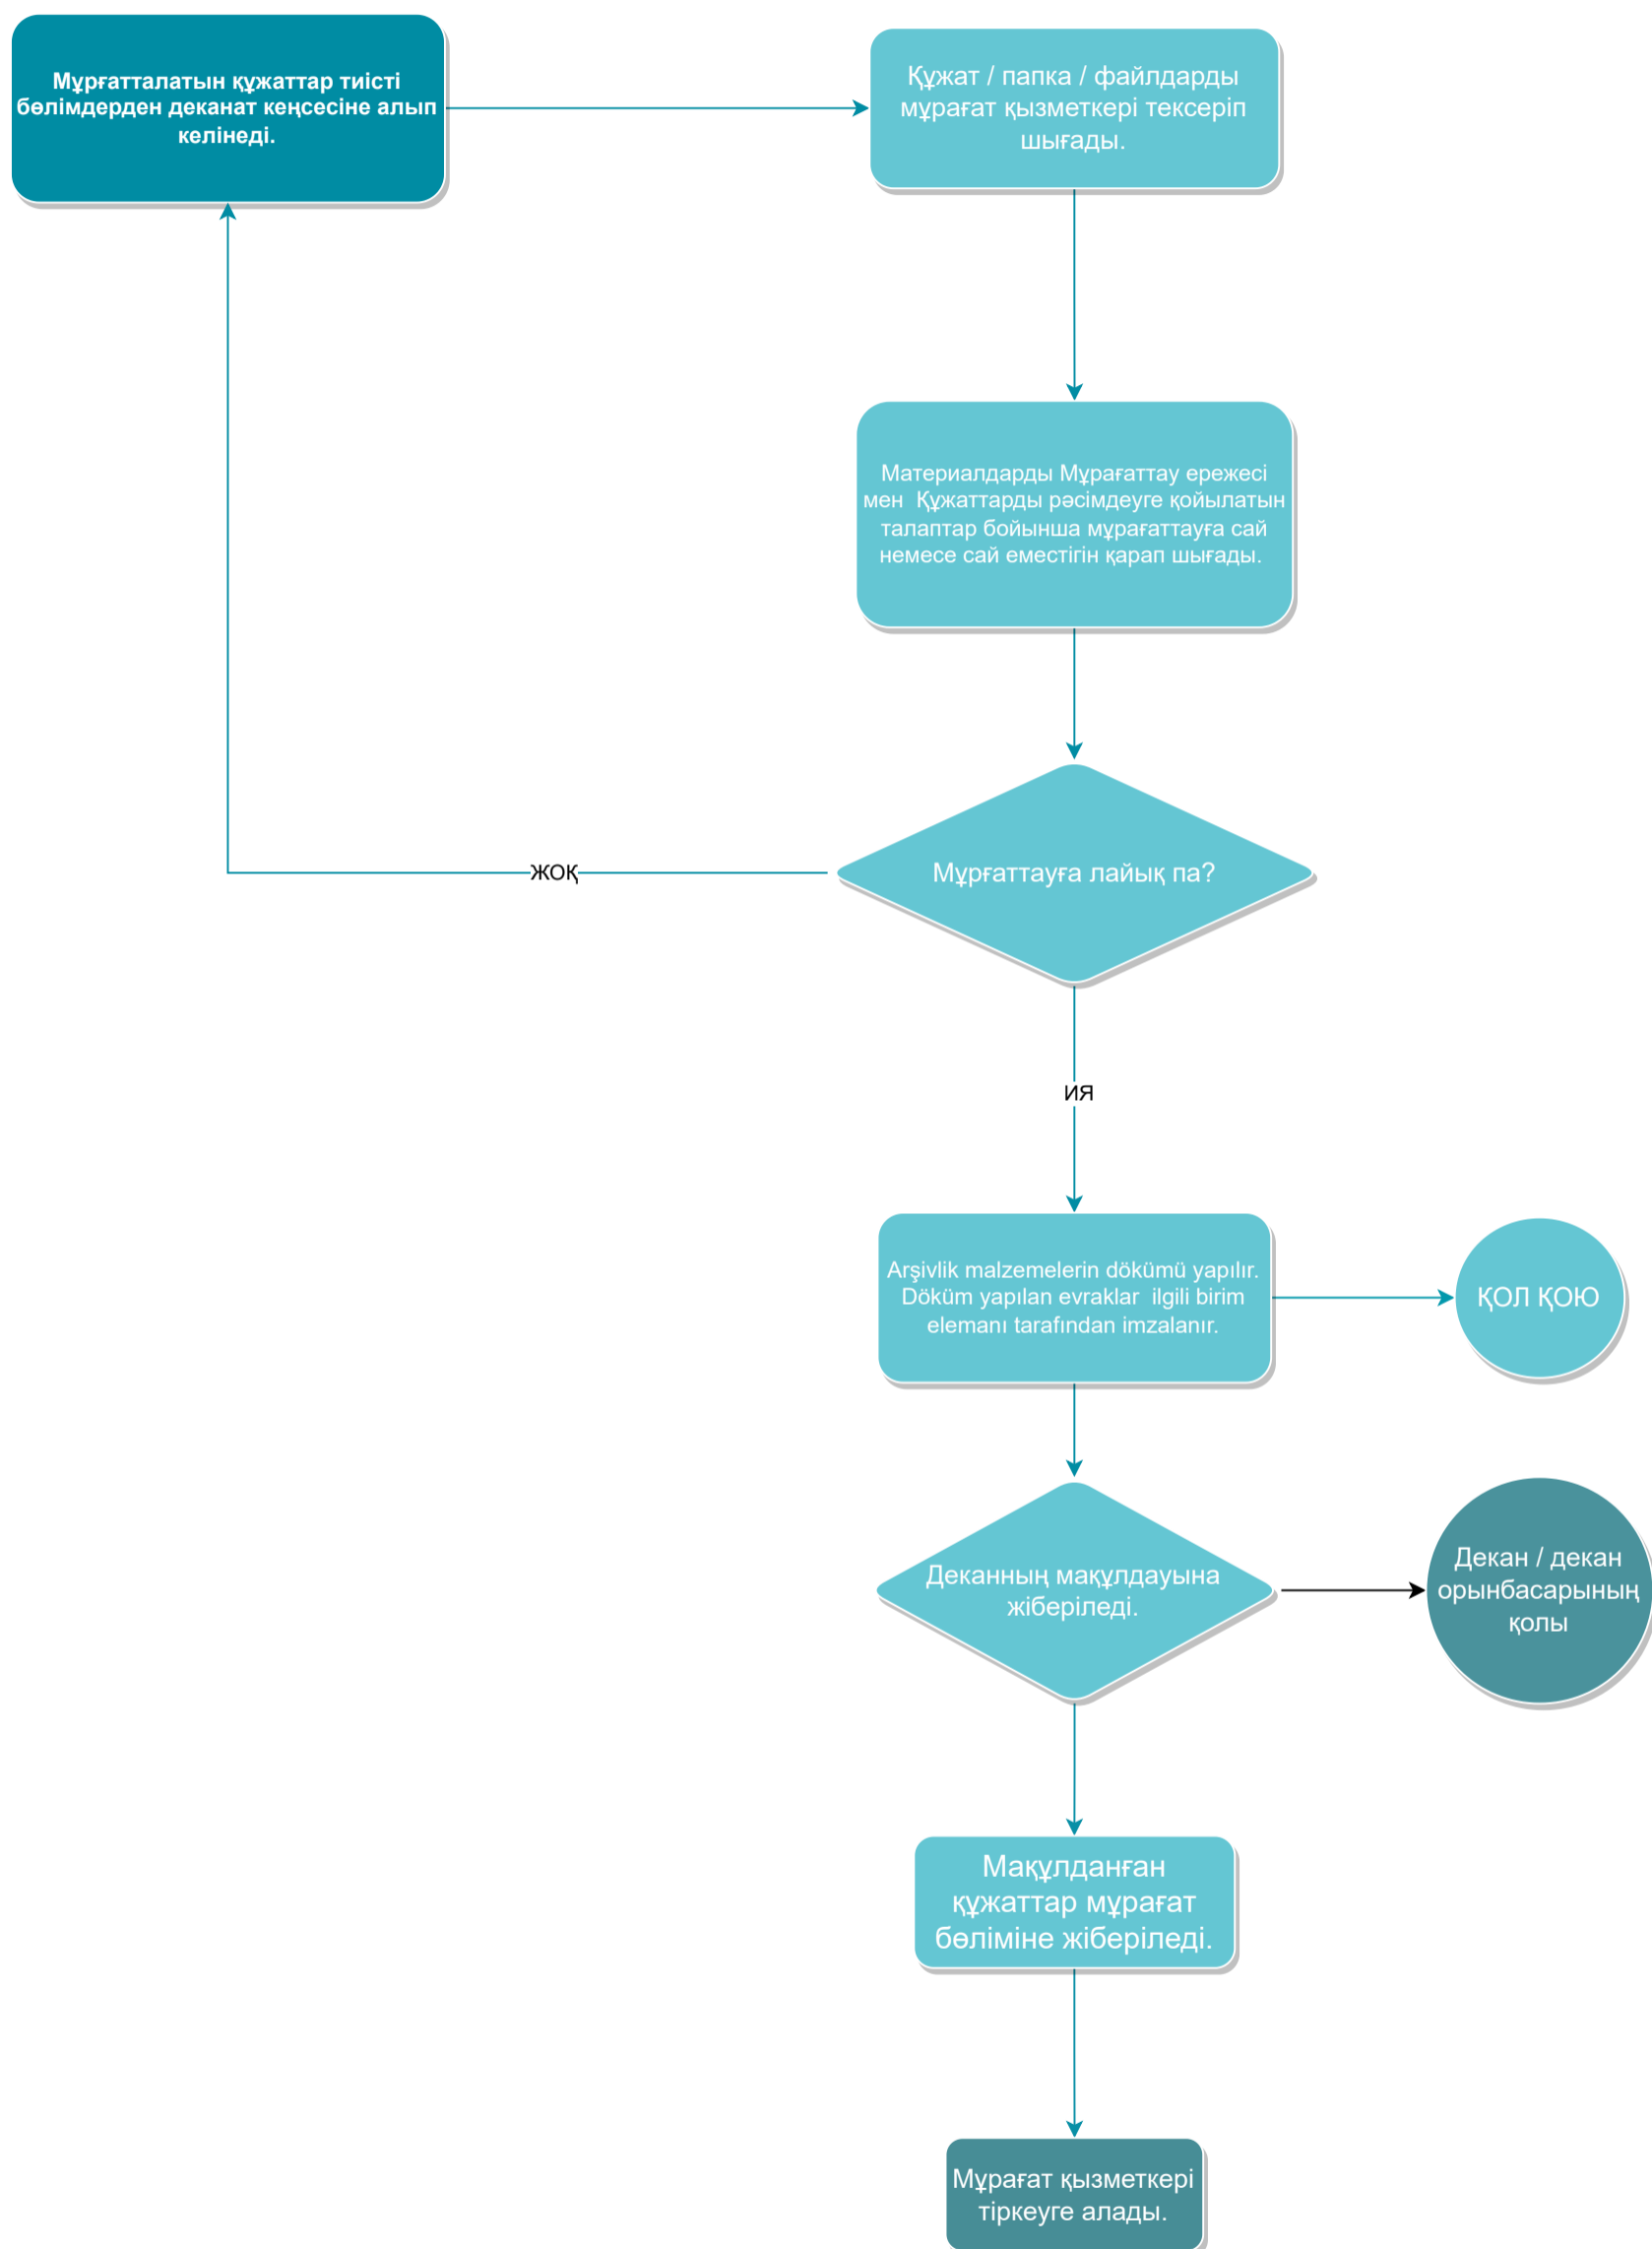 Мұрғатталатын құжаттар тиісті
бөлімдерден деканат кеңсесіне алып
келінеді.
Құжат / папка / файлдарды
мұрағат қызметкері тексеріп
шығады.
Материалдарды Мұрағаттау ережесі
мен Құжаттарды рәсімдеуге қойылатын
талаптар бойынша мұрағаттауға сай
немесе сай еместігін қарап шығады.
Мұрғаттауға лайық па?
ЖОҚ
ИЯ
Arşivlik malzemelerin dökümü yapılır.
Döküm yapılan evraklar ilgili birim
elemanı tarafından imzalanır.
ҚОЛ ҚОЮ
Деканның мақұлдауына
жіберіледі.
Декан / декан
орынбасарының
қолы
Мақұлданған
құжаттар мұрағат
бөліміне жіберіледі.
Мұрағат қызметкері
тіркеуге алады.